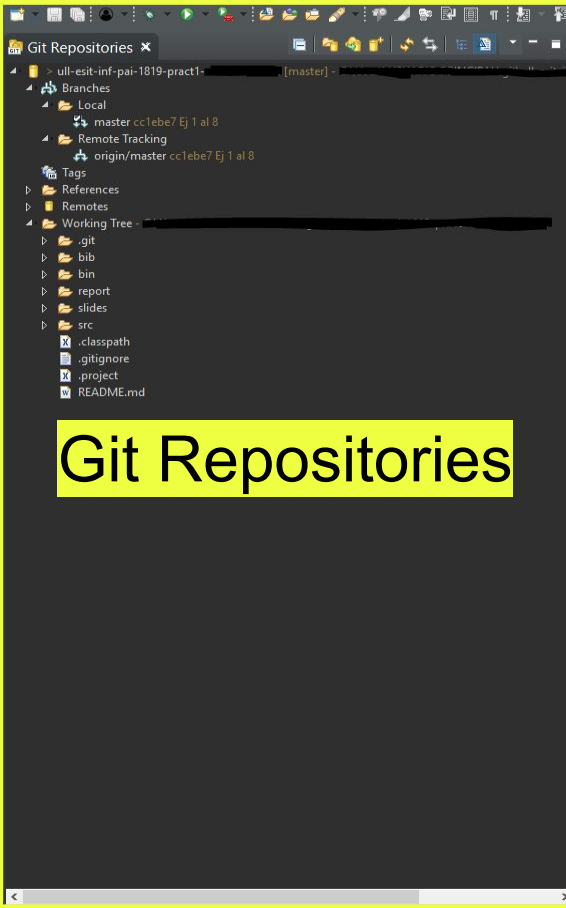 Git Repositories
> ull-esit-inf-pai-1819-pract1- [master] -
Branches
Local
master cc1ebe7 Ej 1 al 8
Remote Tracking
origin/master cc1ebe7 Ej 1 al 8
Tags
References
Remotes
Working Tree -
.git
bib
bin
report
slides
src
.classpath
.gitignore
.project
README.md
Git Repositories